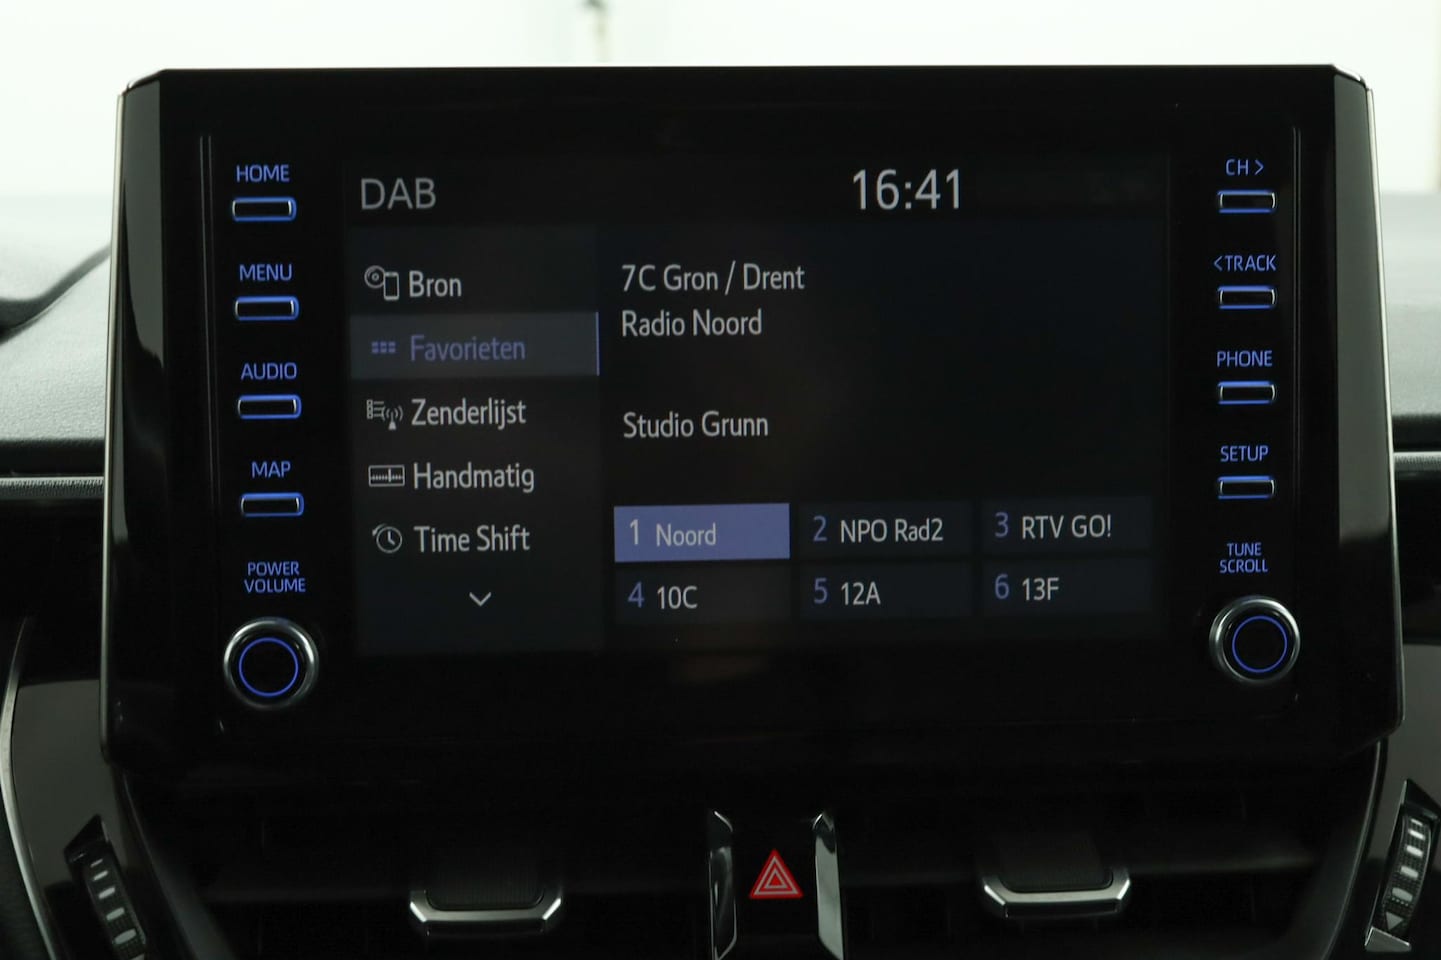 HOME
MENU
AUDIO
MAP
POWER
VOLUME
DAB
16:41
Bron
Favorieten
Zenderlijst
Handmatig
Time Shift
7C Gron / Drent
Radio Noord
Studio Grunn
1 Noord
2 NPO Rad2
3 RTV GO!
4 10C
5 12A
6 13F
CH >
< TRACK
PHONE
SETUP
TUNE
SCROLL